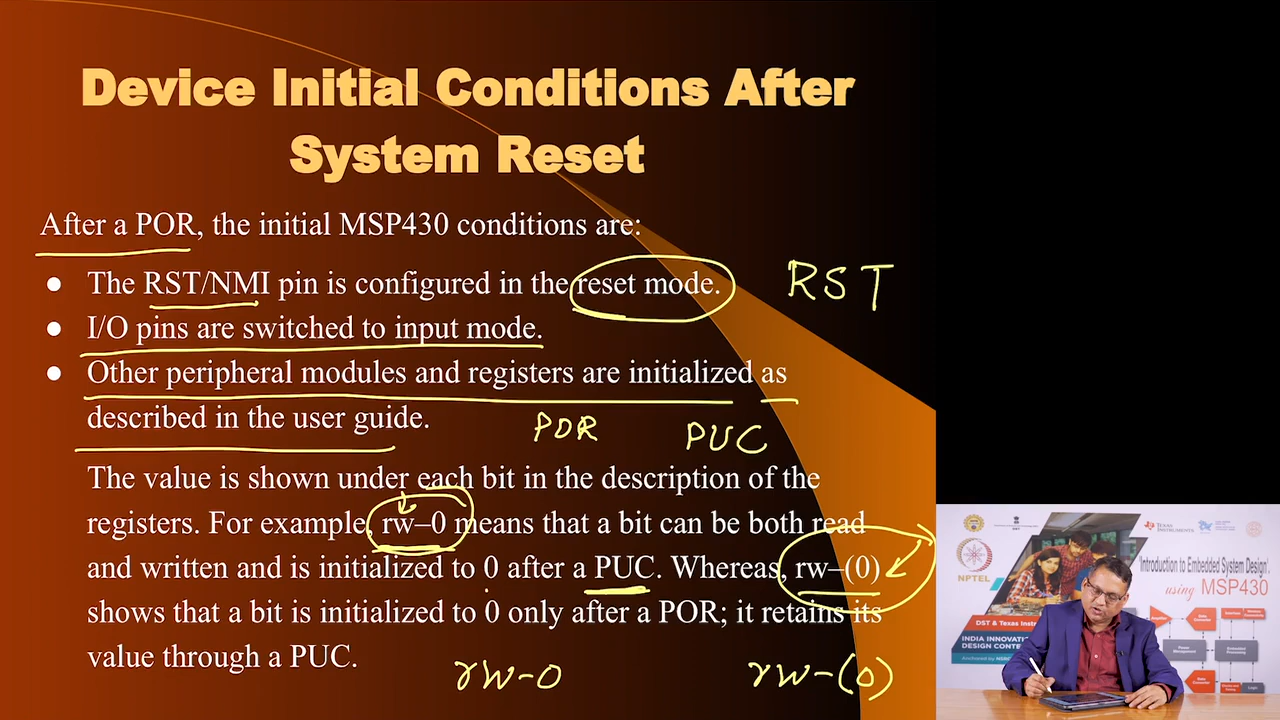 Device Initial Conditions After
System Reset
After a POR, the initial MSP430 conditions are:
● The RST/NMI pin is configured in the reset mode.
RST
● I/O pins are switched to input mode.
● Other peripheral modules and registers are initialized as
described in the user guide.
POR PUC
The value is shown under each bit in the description of the
registers. For example, rw–0 means that a bit can be both read
and written and is initialized to 0 after a PUC. Whereas, rw–(0)
shows that a bit is initialized to 0 only after a POR; it retains its
value through a PUC.
rw-0 rw-(0)
TEXAS INSTRUMENTS
NPTEL
'Introduction to Embedded System Design'
using MSP430
DST & Texas Instr
INDIA INNOVATIO
DESIGN CONTE